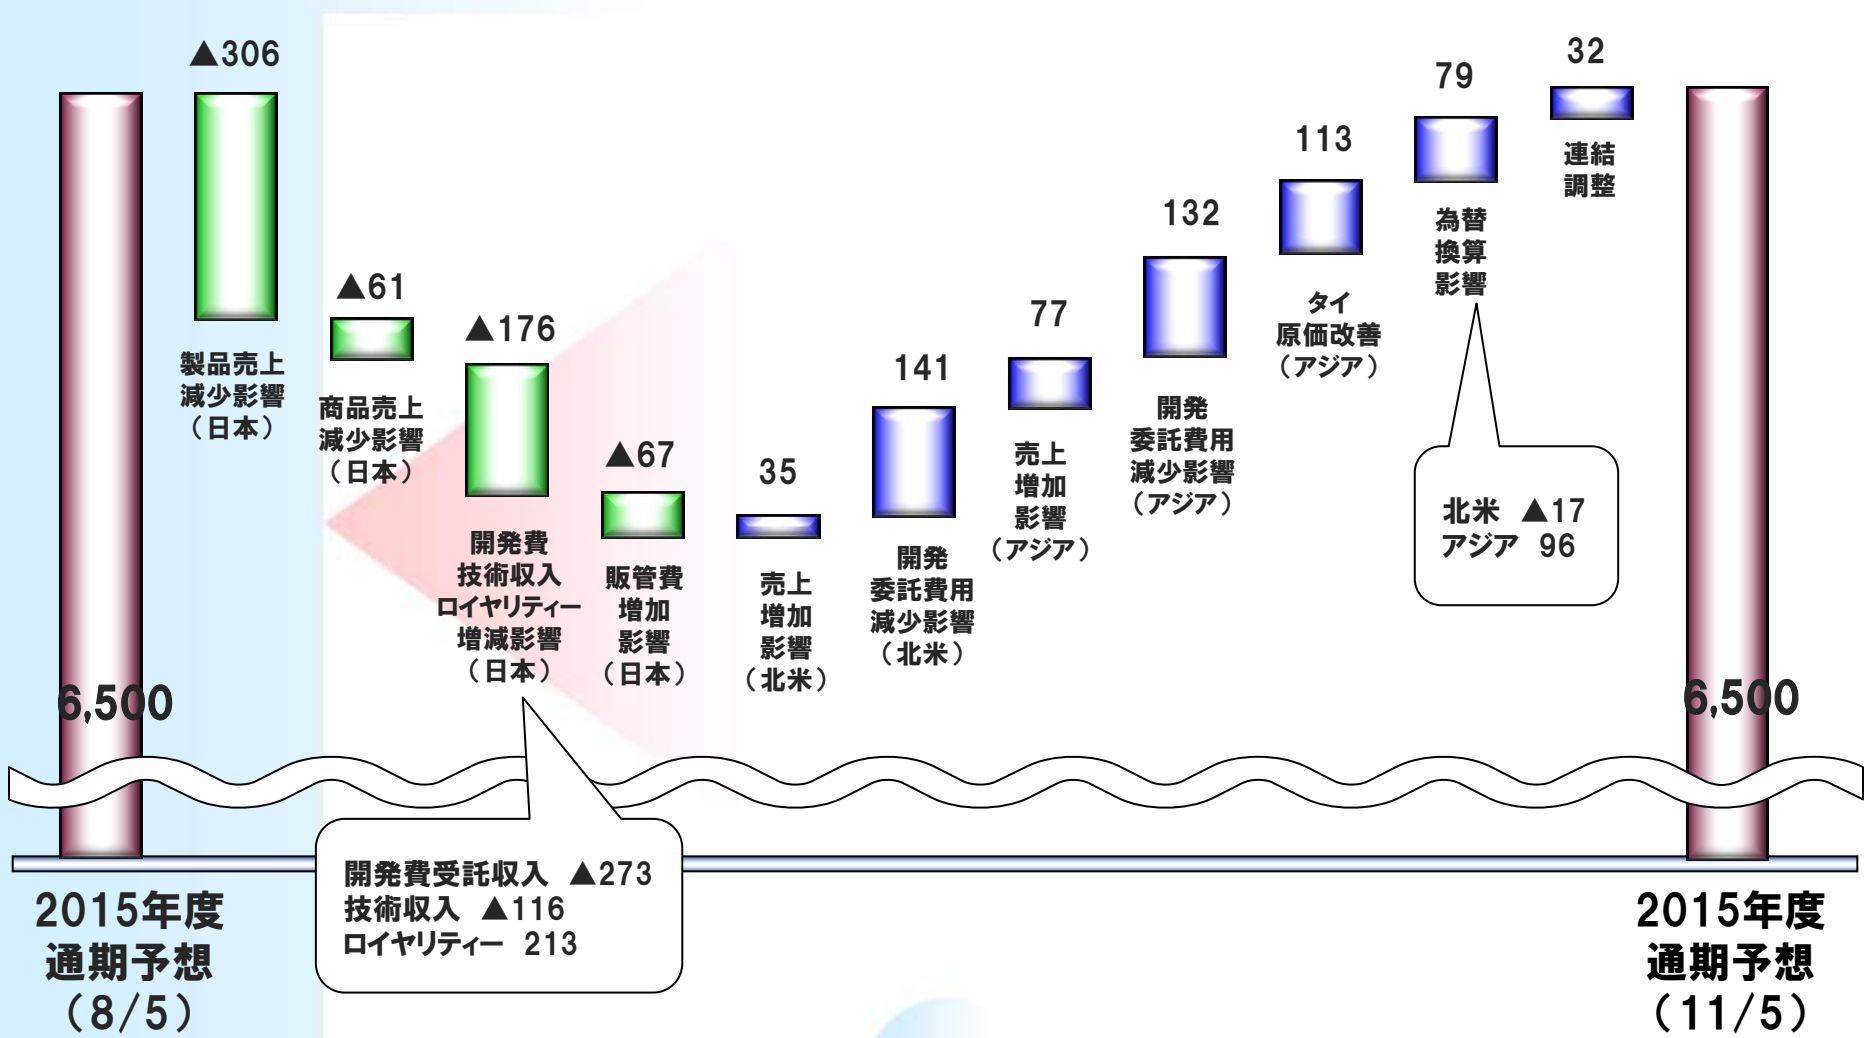 ▲306
製品売上
減少影響
（日本）
▲61
商品売上
減少影響
（日本）
▲176
開発費
技術収入
ロイヤリティー
増減影響
（日本）
▲67
販管費
増加
影響
（日本）
35
売上
増加
影響
（北米）
141
開発
委託費用
減少影響
（北米）
77
売上
増加
影響
（アジア）
132
開発
委託費用
減少影響
（アジア）
113
タイ
原価改善
（アジア）
79
為替
換算
影響
32
連結
調整
北米 ▲17
アジア 96
6,500
6,500
開発費受託収入 ▲273
技術収入 ▲116
ロイヤリティー 213
2015年度
通期予想
（8/5）
2015年度
通期予想
（11/5）